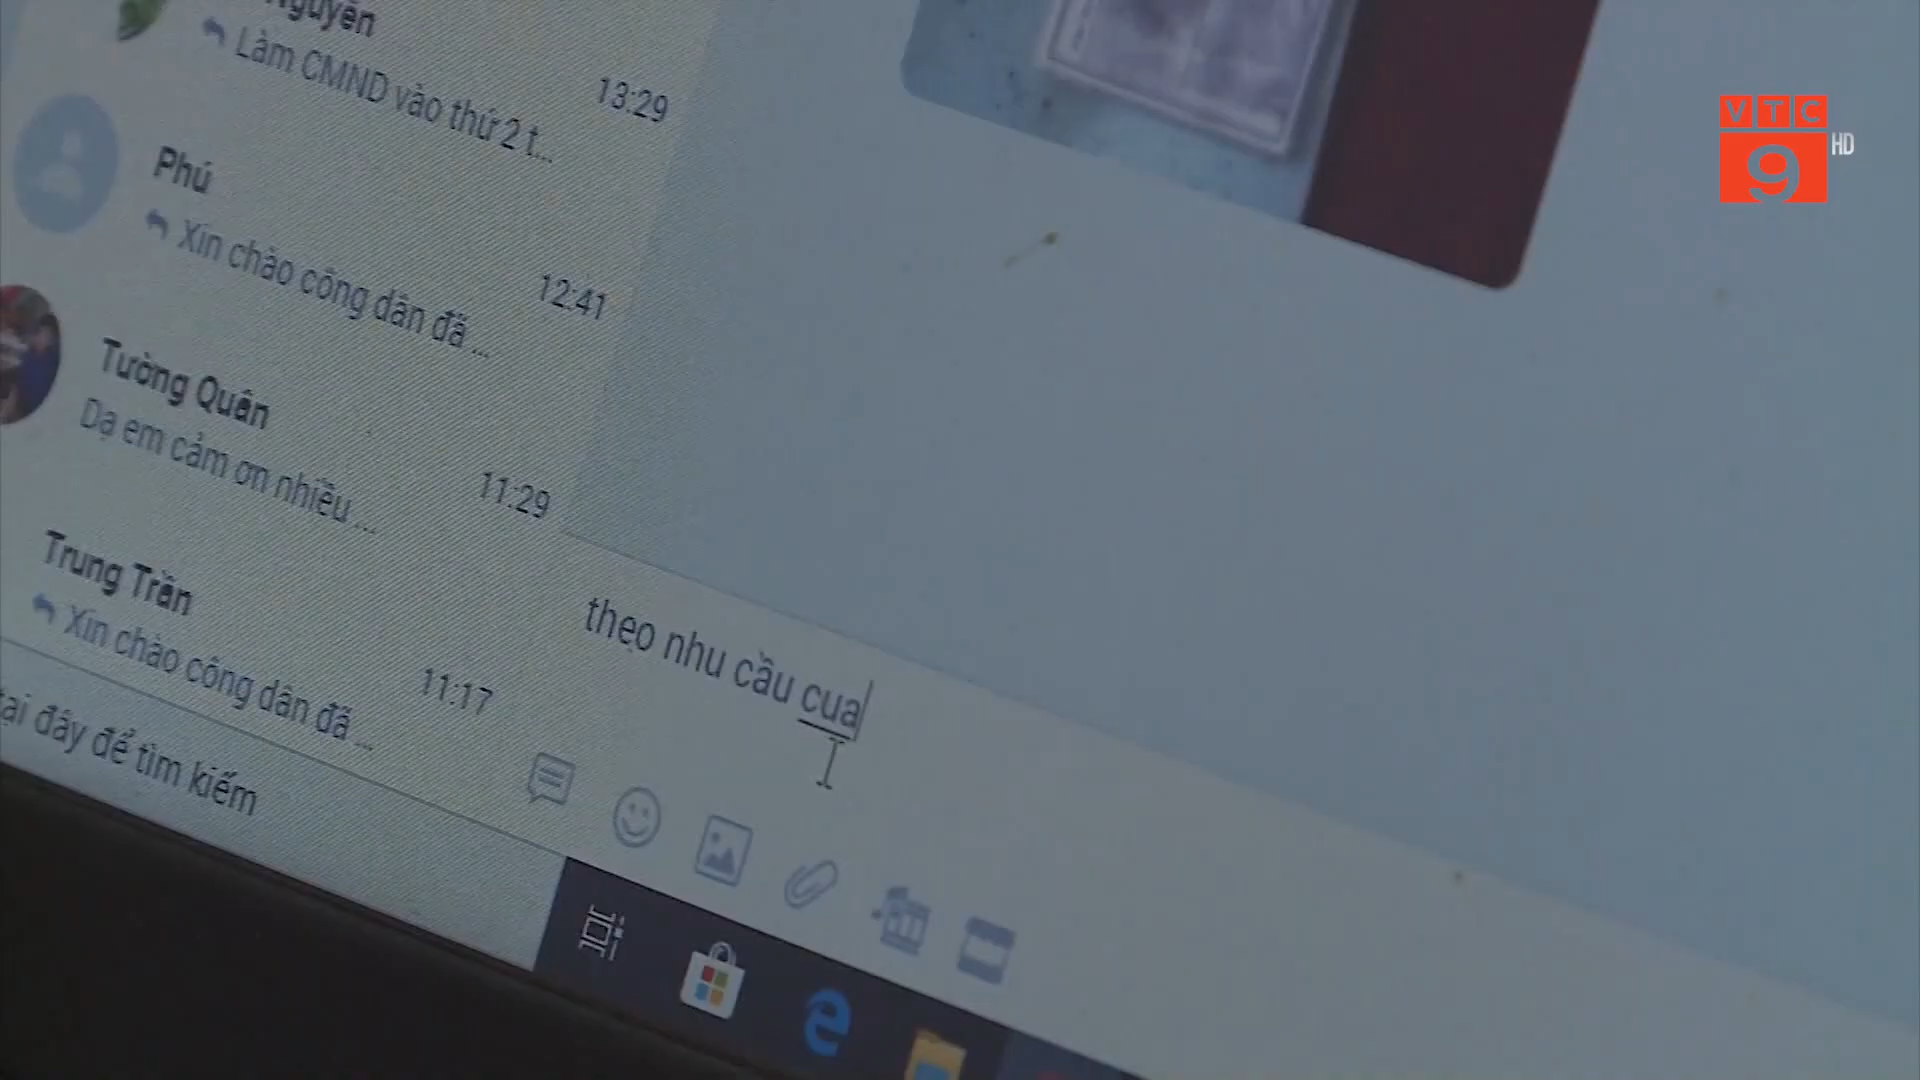 Nguyễn
Làm CMND vào thứ 2 t...
13:29
Phú
Xin chào công dân đã ...
12:41
Tường Quân
Dạ em cảm ơn nhiều ...
11:29
Trung Trần
Xin chào công dân đã ...
11:17
tại đây để tìm kiếm
thẹo nhu cầu cua
VTC
9
HD